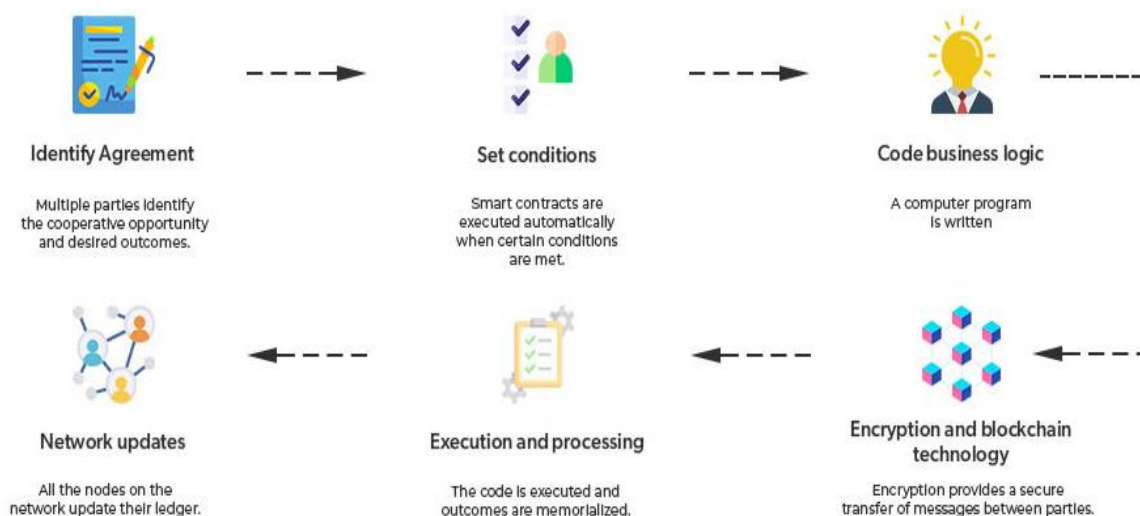 Identify Agreement
Multiple parties identify
the cooperative opportunity
and desired outcomes.
Set conditions
Smart contracts are
executed automatically
when certain conditions
are met.
Code business logic
A computer program
is written
Encryption and blockchain
technology
Encryption provides a secure
transfer of messages between parties.
Execution and processing
The code is executed and
outcomes are memorialized.
Network updates
All the nodes on the
network update their ledger.